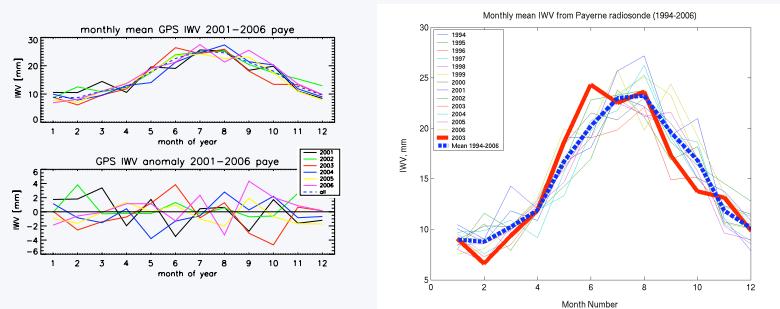 monthly mean GPS IWV 2001-2006 paye
IWV [mm]
30
20
10
0
1 2 3 4 5 6 7 8 9 10 11 12
month of year
GPS IWV anomaly 2001-2006 paye
2001
2002
2003
2004
2005
2006
all
IWV [mm]
6
4
2
0
-2
-4
-6
1 2 3 4 5 6 7 8 9 10 11 12
month of year
Monthly mean IWV from Payerne radiosonde (1994-2006)
1994
1995
1996
1997
1998
1999
2000
2001
2002
2003
2004
2005
2006
2003
Mean 1994-2006
IWV, mm
30
25
20
15
10
5
0 2 4 6 8 10 12
Month Number